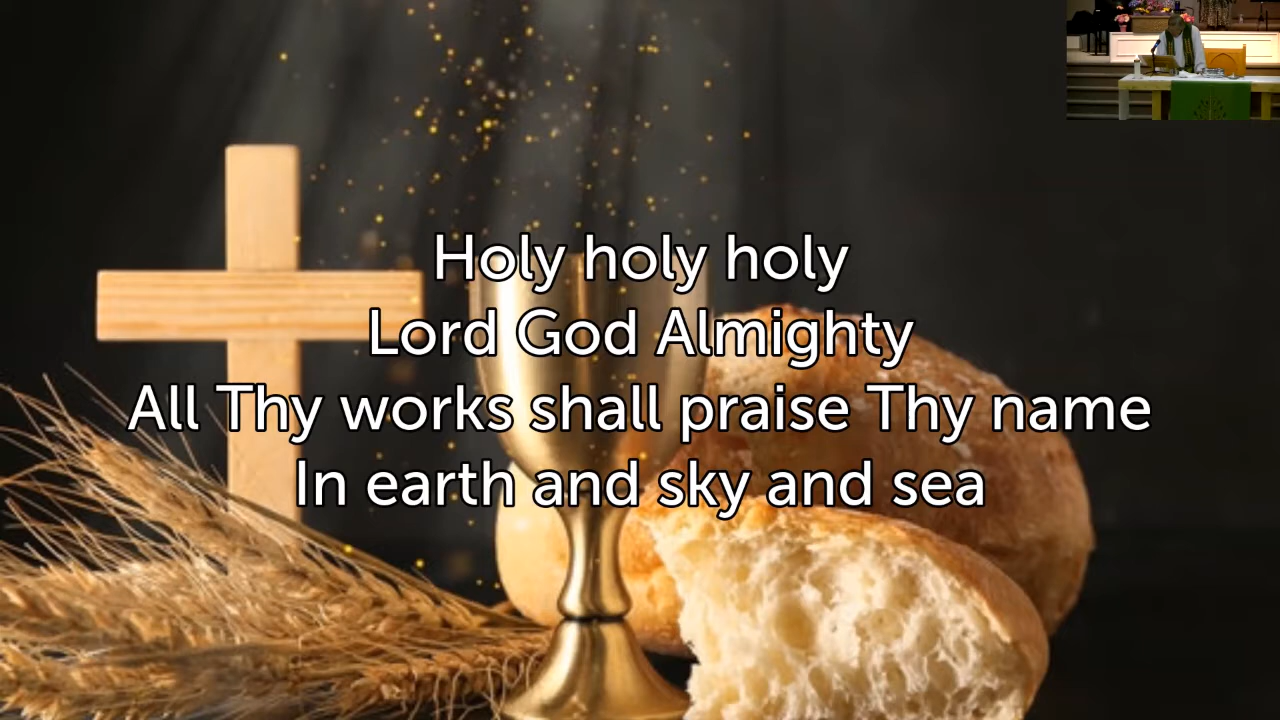 Holy holy holy
Lord God Almighty
All Thy works shall praise Thy name
In earth and sky and sea